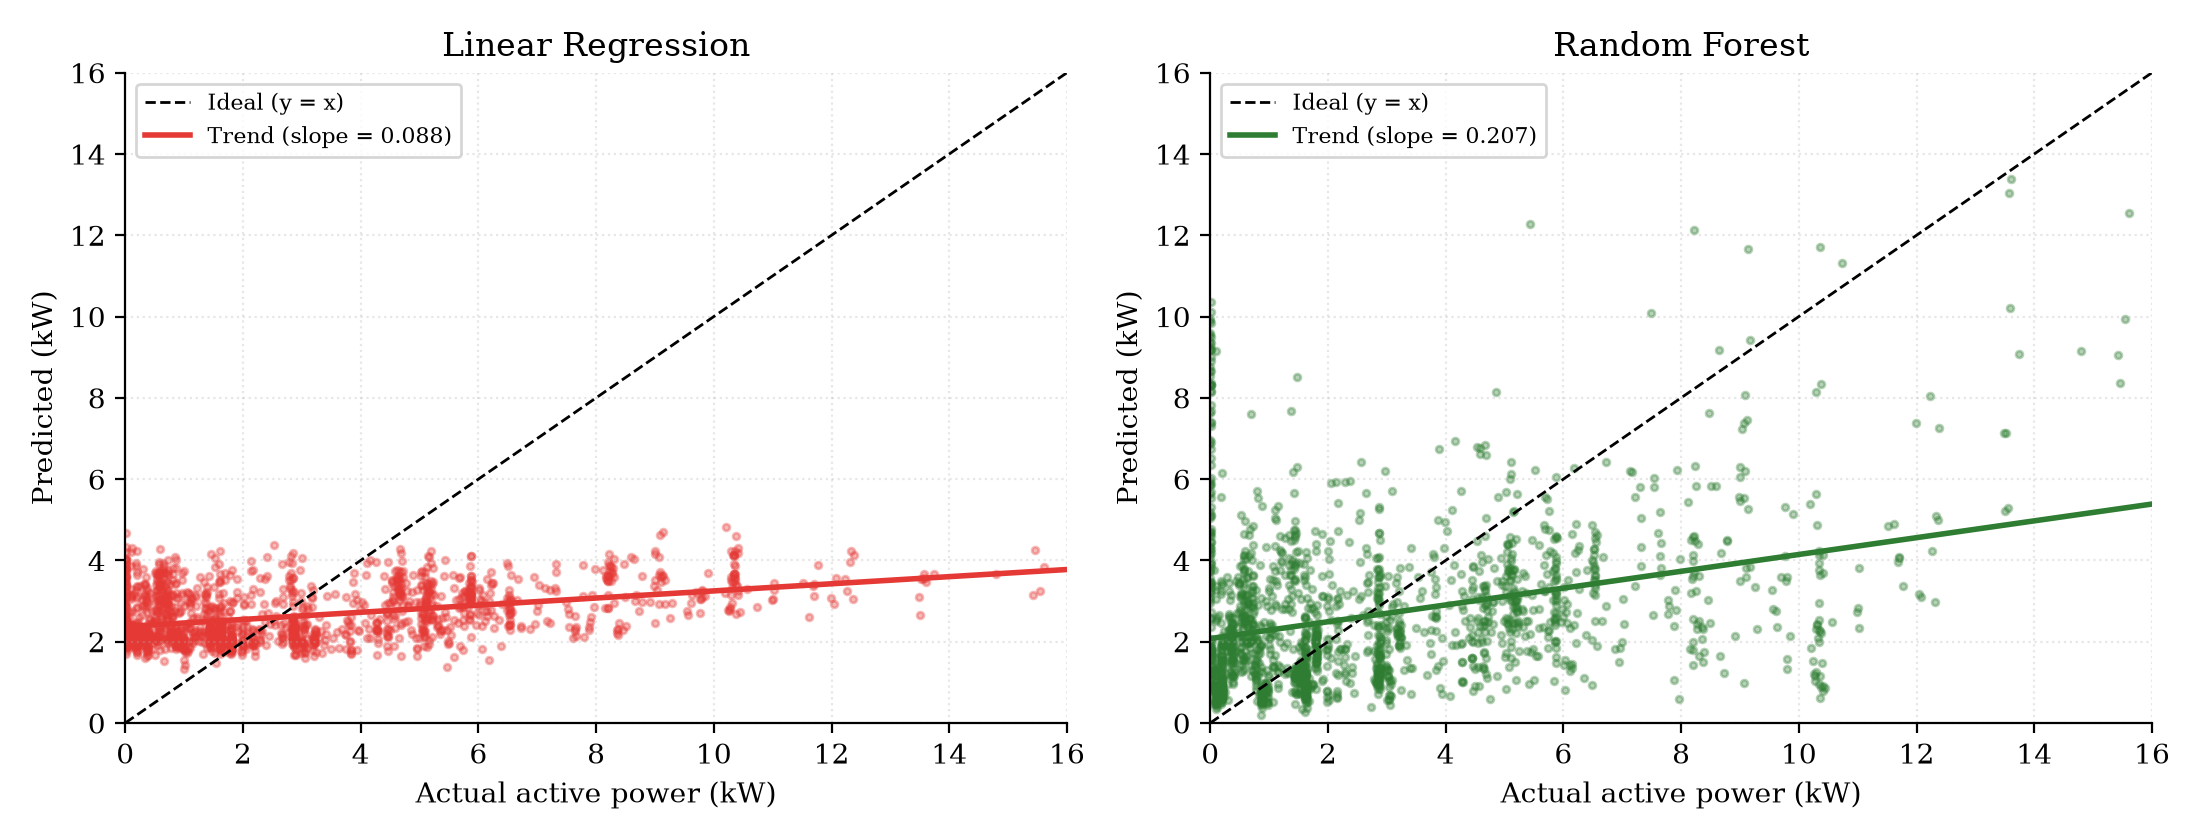 Linear Regression
Ideal (y = x)
Trend (slope = 0.088)
16
14
12
10
8
6
4
2
0
Predicted (kW)
0 2 4 6 8 10 12 14 16
Actual active power (kW)
Random Forest
Ideal (y = x)
Trend (slope = 0.207)
16
14
12
10
8
6
4
2
0
Predicted (kW)
0 2 4 6 8 10 12 14 16
Actual active power (kW)